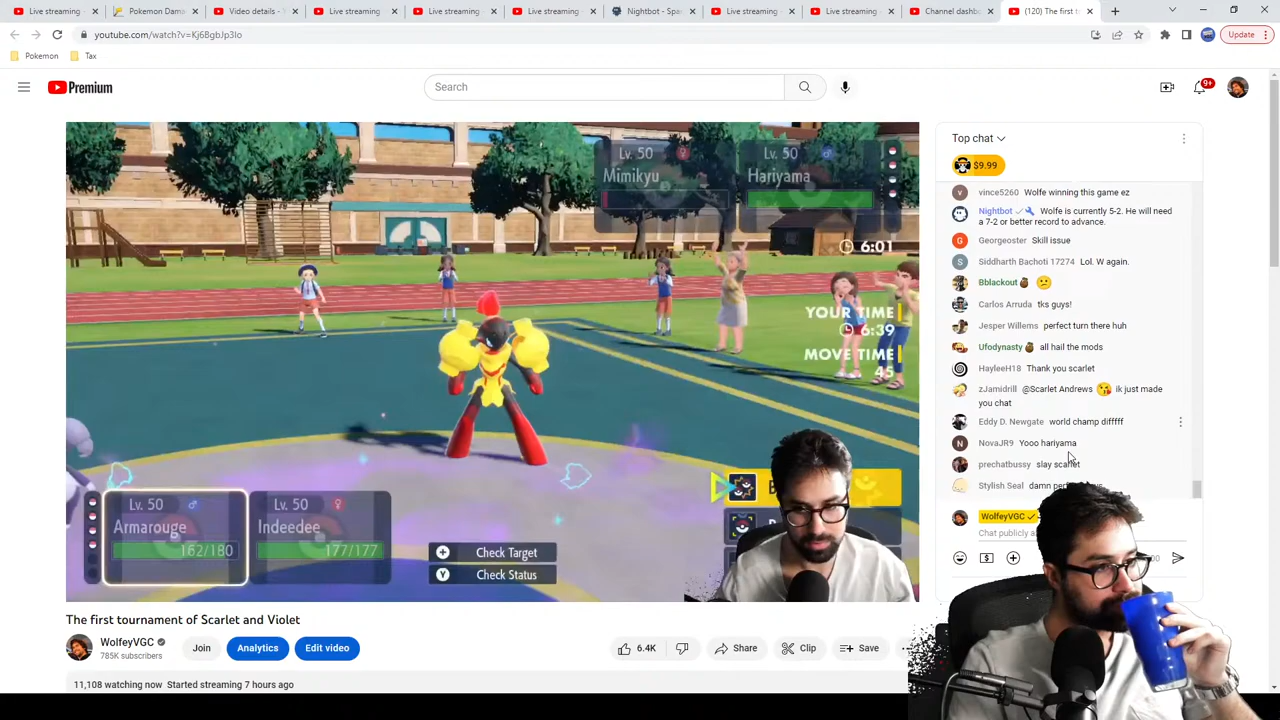 Live streaming
Pokemon Dama
Video details -
Live streaming
Live streaming
Live streaming
Nightbot - Spa
Live streaming
Live streaming
Channel dashb
(120) The first t
youtube.com/watch?v=Kj6BgbJp3Io
Update
Pokemon
Tax
Premium
Search
9+
Top chat
$9.99
vince5260 Wolfe winning this game ez
Nightbot Wolfe is currently 5-2. He will need
a 7-2 or better record to advance.
Georgeoster Skill issue
Siddharth Bachoti 17274 Lol. W again.
Bblackout
Carlos Arruda tks guys!
Jesper Willems perfect turn there huh
Ufodynasty all hail the mods
HayleeH18 Thank you scarlet
zJamidrill @Scarlet Andrews ik just made
you chat
Eddy D. Newgate world champ difffff
NovaJR9 Yooo hariyama
prechatbussy slay scarlet
Stylish Seal damn
WolfeyVGC
Chat publicly
Lv. 50
Mimikyu
Lv. 50
Hariyama
6:01
YOUR TIME
6:39
MOVE TIME
45
Lv. 50
Armarouge
162/180
Lv. 50
Indeedee
177/177
+ Check Target
Y Check Status
The first tournament of Scarlet and Violet
WolfeyVGC
785K subscribers
Join
Analytics
Edit video
6.4K
Share
Clip
Save
11,108 watching now Started streaming 7 hours ago